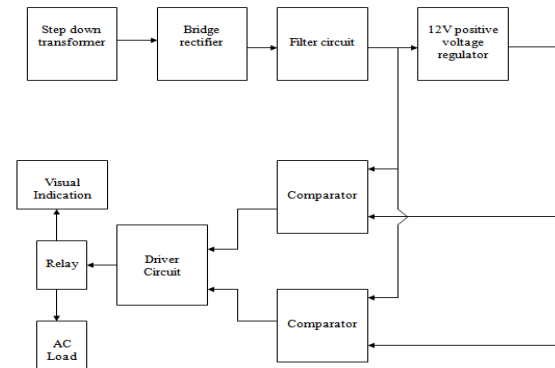 Step down
transformer
Bridge
rectifier
Filter circuit
12V positive
voltage
regulator
Visual
Indication
Comparator
Relay
Driver
Circuit
Comparator
AC
Load